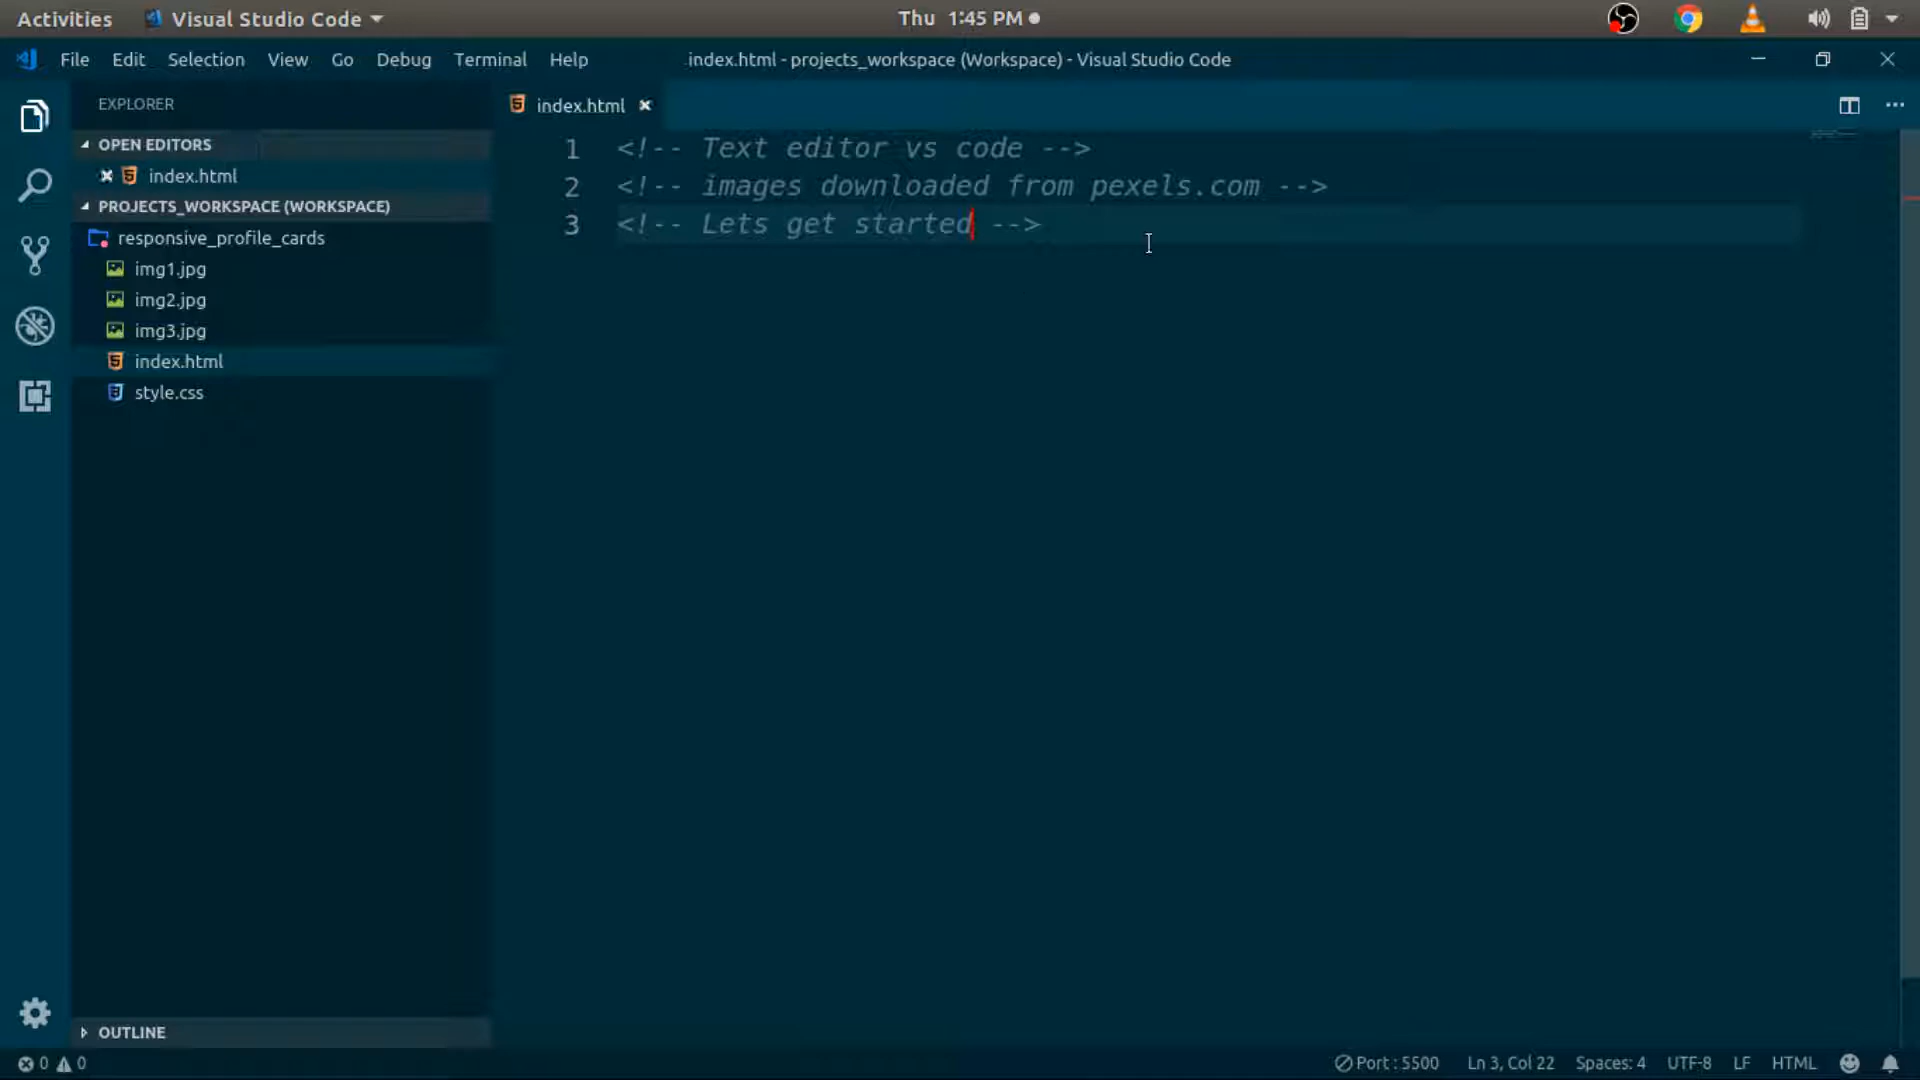 Activities Visual Studio Code Thu 1:45 PM
File Edit Selection View Go Debug Terminal Help index.html - projects_workspace (Workspace) - Visual Studio Code
EXPLORER
index.html
OPEN EDITORS
index.html
PROJECTS_WORKSPACE (WORKSPACE)
responsive_profile_cards
img1.jpg
img2.jpg
img3.jpg
index.html
style.css
1 <!-- Text editor vs code -->
2 <!-- images downloaded from pexels.com -->
3 <!-- Lets get started -->
OUTLINE
0 0 Port : 5500 Ln 3, Col 22 Spaces: 4 UTF-8 LF HTML